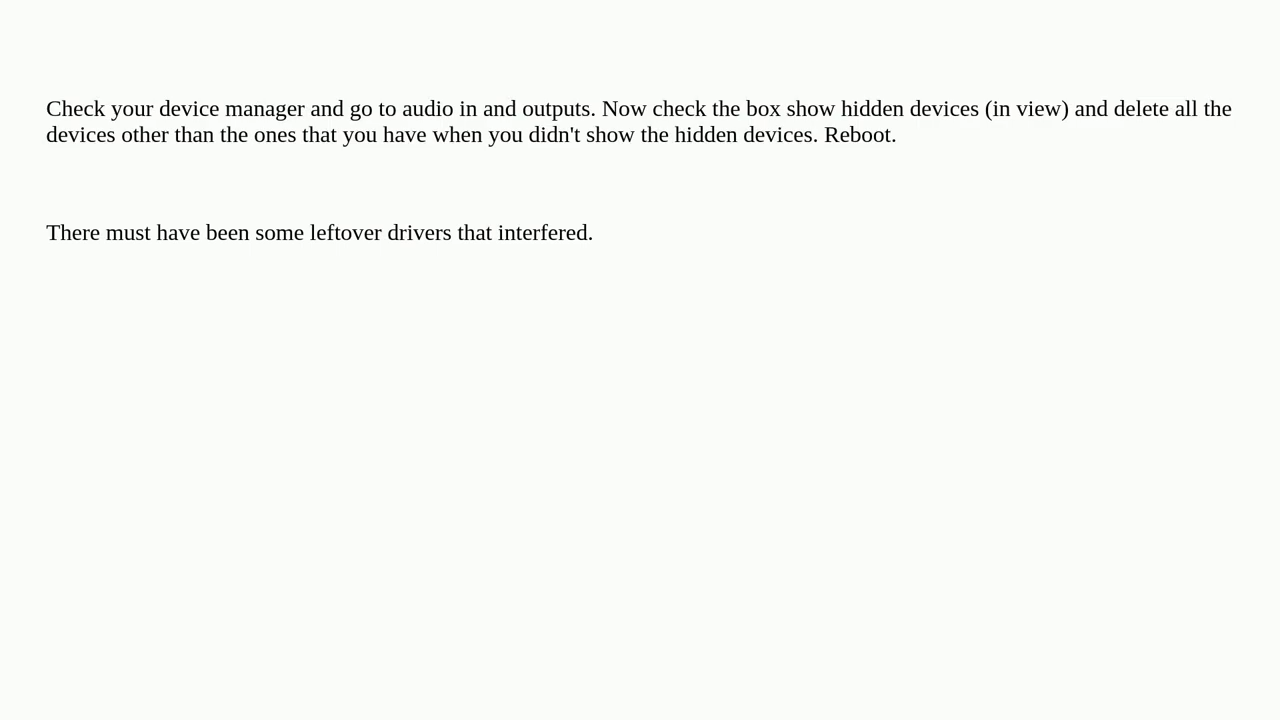 Check your device manager and go to audio in and outputs. Now check the box show hidden devices (in view) and delete all the
devices other than the ones that you have when you didn't show the hidden devices. Reboot.
There must have been some leftover drivers that interfered.